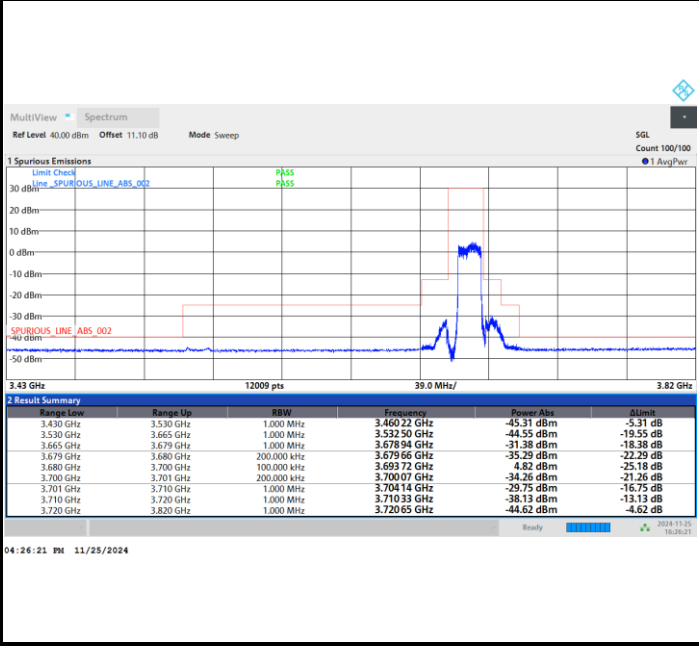 MultiView Spectrum
Ref Level 40.00 dBm Offset 11.10 dB Mode Sweep SGL
Count 100/100
1 Spurious Emissions 1 AvgPwr
Limit Check PASS
Line _SPURIOUS_LINE_ABS_002 PASS
30 dBm
20 dBm
10 dBm
0 dBm
-10 dBm
-20 dBm
-30 dBm
_SPURIOUS_LINE_ABS_002
-40 dBm
-50 dBm
3.43 GHz 12009 pts 39.0 MHz/ 3.82 GHz
2 Result Summary
Range Low Range Up RBW Frequency Power Abs ΔLimit
3.430 GHz 3.530 GHz 1.000 MHz 3.460 22 GHz -45.31 dBm -5.31 dB
3.530 GHz 3.665 GHz 1.000 MHz 3.532 50 GHz -44.55 dBm -19.55 dB
3.665 GHz 3.679 GHz 1.000 MHz 3.678 94 GHz -31.38 dBm -18.38 dB
3.679 GHz 3.680 GHz 200.000 kHz 3.679 66 GHz -35.29 dBm -22.29 dB
3.680 GHz 3.700 GHz 100.000 kHz 3.693 72 GHz 4.82 dBm -25.18 dB
3.700 GHz 3.701 GHz 200.000 kHz 3.700 07 GHz -34.26 dBm -21.26 dB
3.701 GHz 3.710 GHz 1.000 MHz 3.704 14 GHz -29.75 dBm -16.75 dB
3.710 GHz 3.720 GHz 1.000 MHz 3.710 33 GHz -38.13 dBm -13.13 dB
3.720 GHz 3.820 GHz 1.000 MHz 3.720 65 GHz -44.62 dBm -4.62 dB
Ready 2024-11-25
16:26:21
04:26:21 PM 11/25/2024